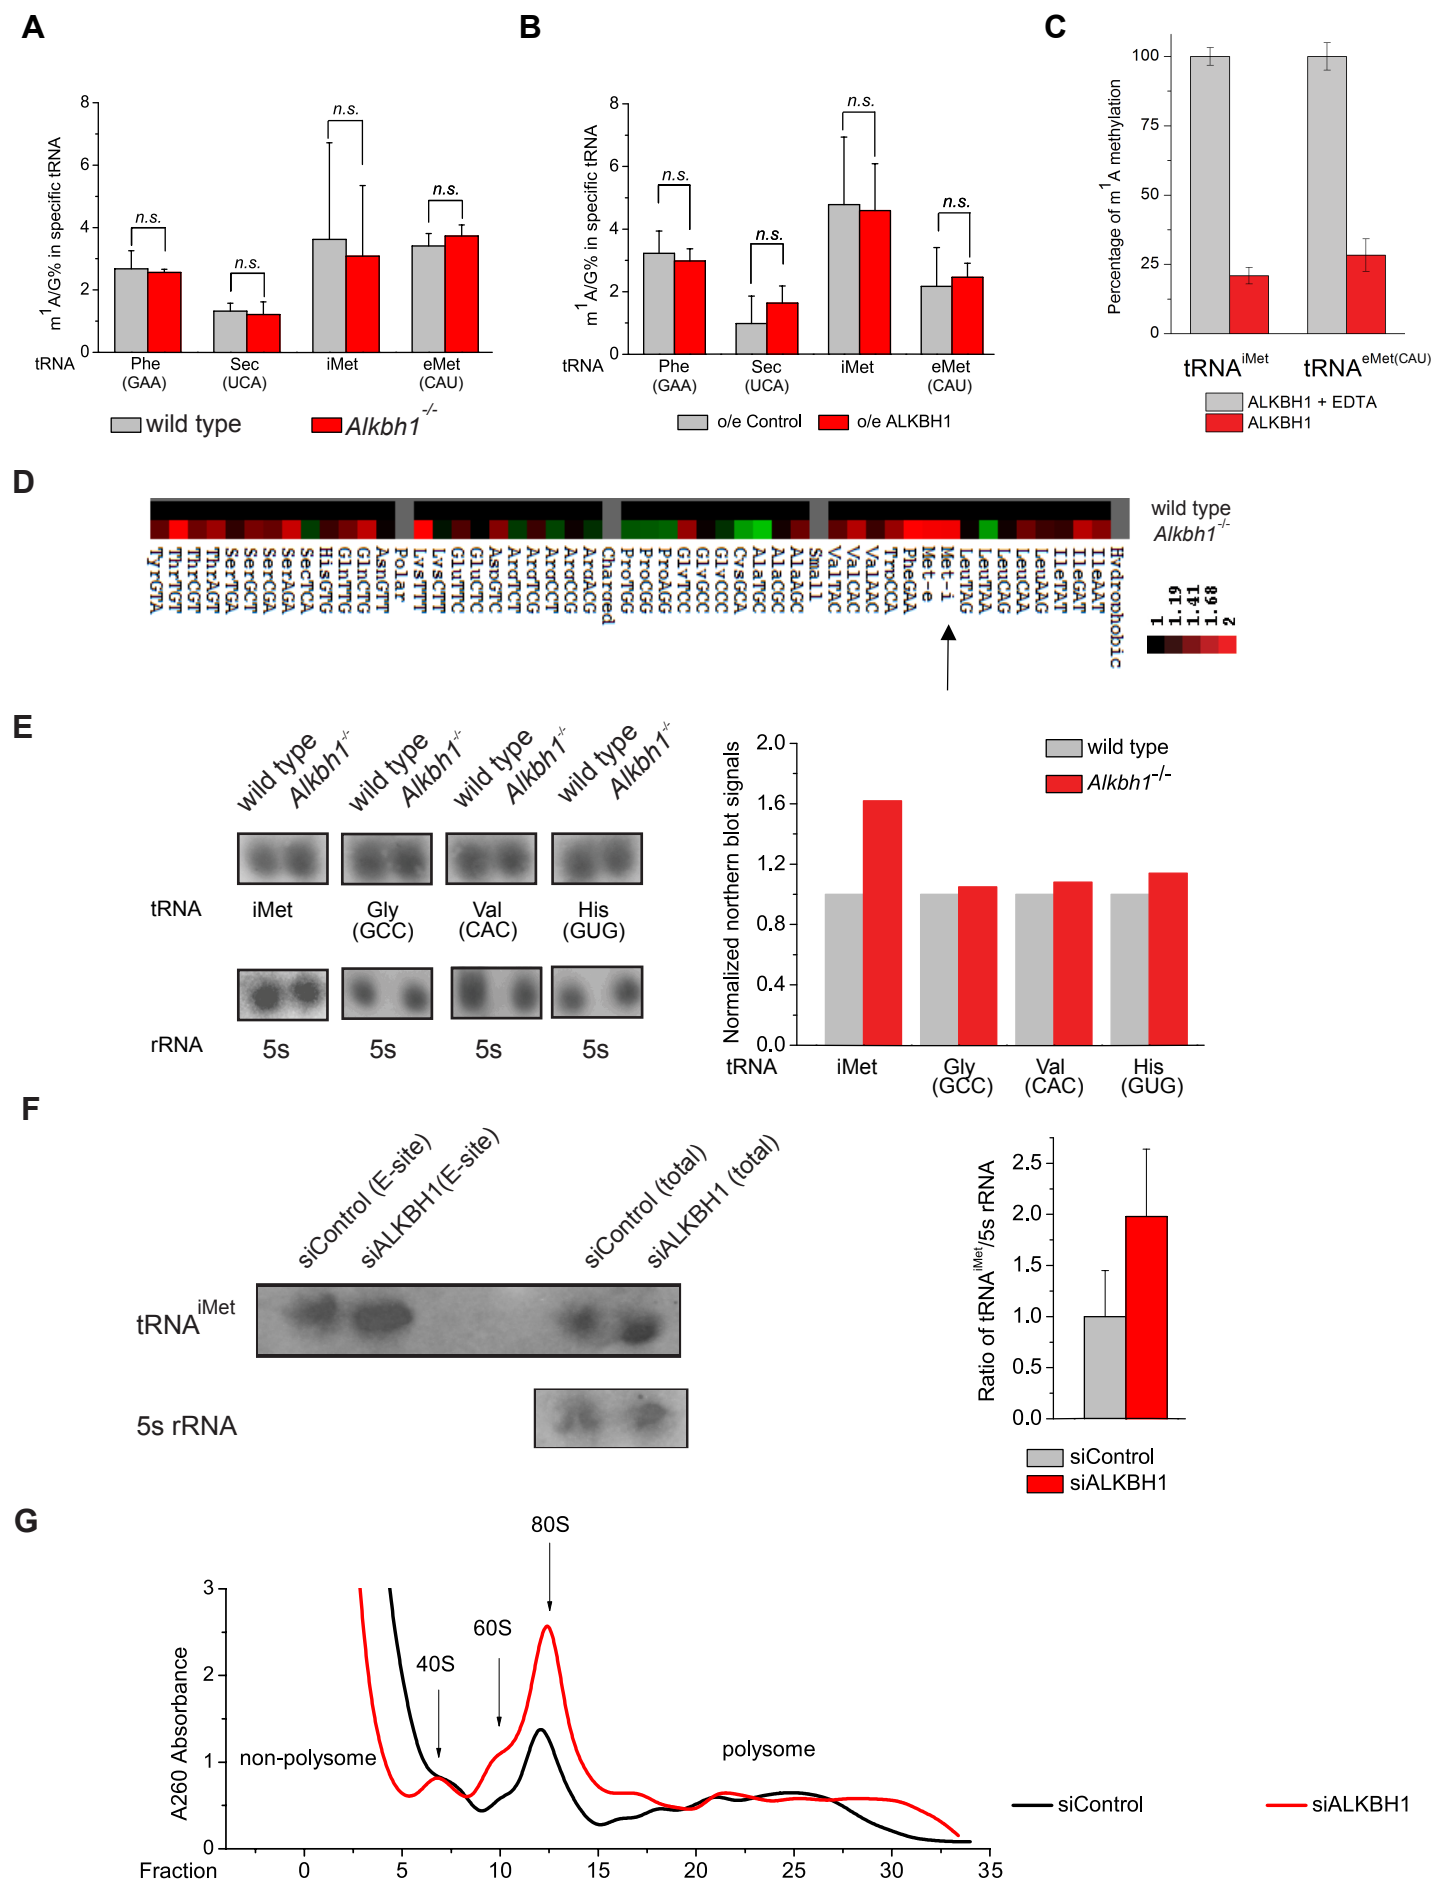 A
B
C
m1A/G% in specific tRNA
8
6
4
2
0
n.s.
n.s.
n.s.
n.s.
tRNA
Phe (GAA)
Sec (UCA)
iMet
eMet (CAU)
wild type
Alkbh1-/-
m1A/G% in specific tRNA
8
6
4
2
0
n.s.
n.s.
n.s.
n.s.
tRNA
Phe (GAA)
Sec (UCA)
iMet
eMet (CAU)
o/e Control
o/e ALKBH1
Percentage of m1A methylation
100
75
50
25
0
tRNAiMet
tRNAeMet(CAU)
ALKBH1 + EDTA
ALKBH1
D
wild type
Alkbh1-/-
TyrGTA
ThrTGT
ThrCGT
ThrAGT
SerTGA
SerGCT
SerCGA
SerAGA
SecTCA
HisGTG
GlnTTG
GlnCTG
AsnGTT
Polar
LysTTT
LysCTT
GluTTC
GluCTC
AspGTC
ArgTCT
ArgTCG
ArgCCT
ArgCCG
ArgACG
Charged
ProTGG
ProCGG
ProAGG
GlyTCC
GlyGCC
GlyCCC
CysGCA
AlaTGC
AlaCGC
AlaAGC
Small
ValTAC
ValCAC
ValAAC
TrpCCA
PheGAA
Met-e
Met-i
LeuTAG
LeuTAA
LeuCAG
LeuCAA
LeuAAG
IleTAT
IleGAT
IleAAT
Hydrophobic
1
1.19
1.41
1.68
2
E
wild type
Alkbh1-/-
wild type
Alkbh1-/-
wild type
Alkbh1-/-
wild type
Alkbh1-/-
tRNA
iMet
Gly (GCC)
Val (CAC)
His (GUG)
rRNA
5s
5s
5s
5s
Normalized northern blot signals
2.0
1.6
1.2
0.8
0.4
0.0
wild type
Alkbh1-/-
tRNA
iMet
Gly (GCC)
Val (CAC)
His (GUG)
F
siControl (E-site)
siALKBH1(E-site)
siControl (total)
siALKBH1 (total)
tRNAiMet
5s rRNA
Ratio of tRNAiMet/5s rRNA
2.5
2.0
1.5
1.0
0.5
0.0
siControl
siALKBH1
G
A260 Absorbance
3
2
1
0
40S
60S
80S
non-polysome
polysome
siControl
siALKBH1
Fraction
0
5
10
15
20
25
30
35